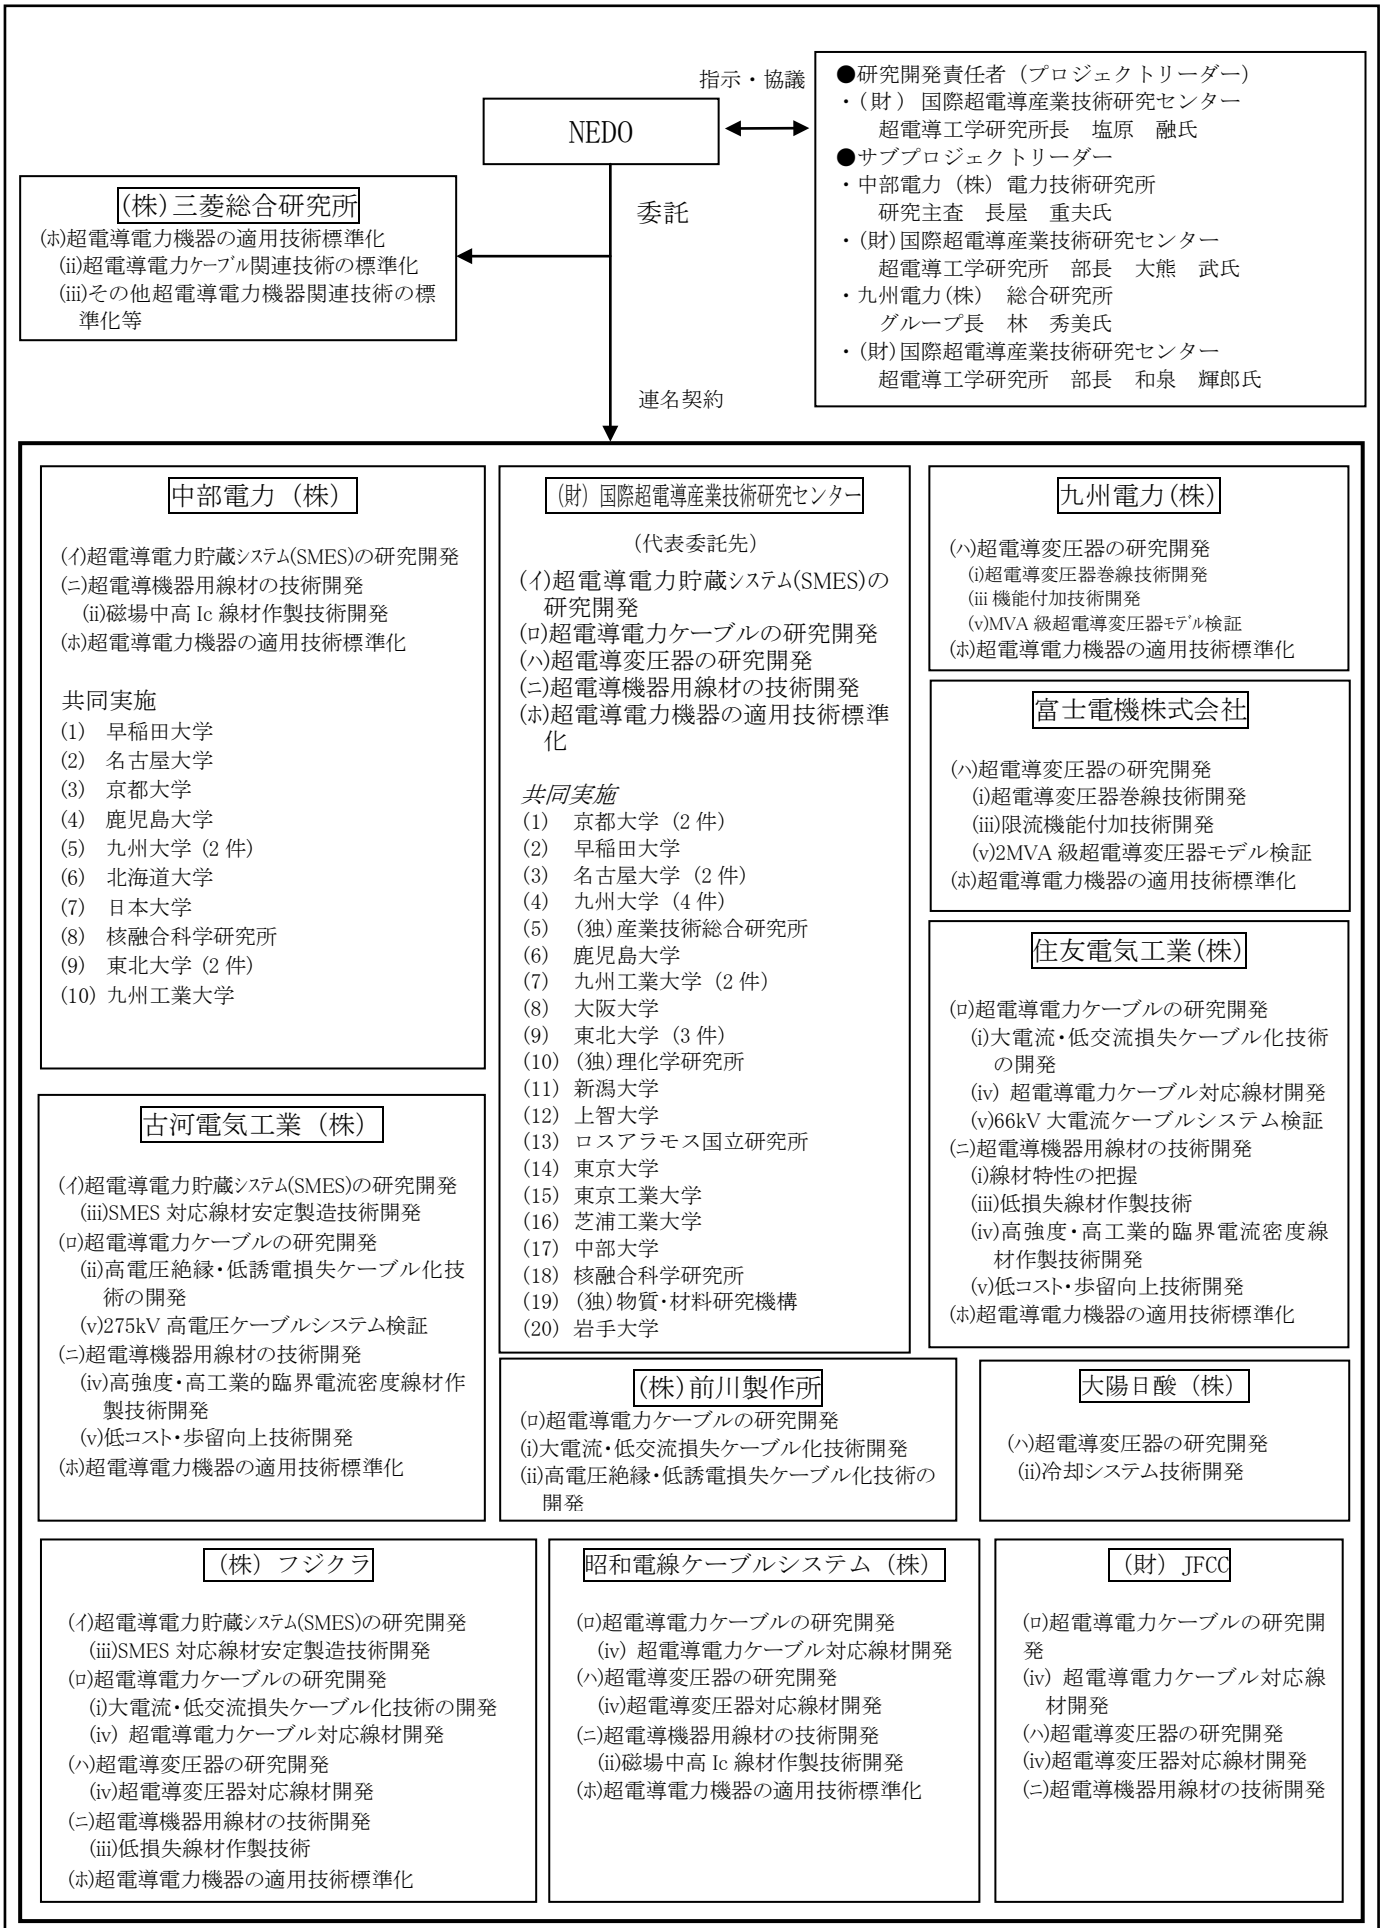 指示・協議
NEDO
●研究開発責任者（プロジェクトリーダー）
・(財) 国際超電導産業技術研究センター
超電導工学研究所長 塩原 融氏
●サブプロジェクトリーダー
・中部電力（株）電力技術研究所
研究主査 長屋 重夫氏
・(財)国際超電導産業技術研究センター
超電導工学研究所 部長 大熊 武氏
・九州電力(株) 総合研究所
グループ長 林 秀美氏
・(財)国際超電導産業技術研究センター
超電導工学研究所 部長 和泉 輝郎氏
(株)三菱総合研究所
(ホ)超電導電力機器の適用技術標準化
(ii)超電導電力ケーブル関連技術の標準化
(iii)その他超電導電力機器関連技術の標
準化等
委託
連名契約
中部電力（株）
(イ)超電導電力貯蔵システム(SMES)の研究開発
(ニ)超電導機器用線材の技術開発
(ii)磁場中高 Ic 線材作製技術開発
(ホ)超電導電力機器の適用技術標準化
共同実施
(1) 早稲田大学
(2) 名古屋大学
(3) 京都大学
(4) 鹿児島大学
(5) 九州大学 (2 件)
(6) 北海道大学
(7) 日本大学
(8) 核融合科学研究所
(9) 東北大学 (2 件)
(10) 九州工業大学
(財) 国際超電導産業技術研究センター
(代表委託先)
(イ)超電導電力貯蔵システム(SMES)の
研究開発
(ロ)超電導電力ケーブルの研究開発
(ハ)超電導変圧器の研究開発
(ニ)超電導機器用線材の技術開発
(ホ)超電導電力機器の適用技術標準
化
共同実施
(1) 京都大学 (2 件)
(2) 早稲田大学
(3) 名古屋大学 (2 件)
(4) 九州大学 (4 件)
(5) (独)産業技術総合研究所
(6) 鹿児島大学
(7) 九州工業大学 (2 件)
(8) 大阪大学
(9) 東北大学 (3 件)
(10) (独)理化学研究所
(11) 新潟大学
(12) 上智大学
(13) ロスアラモス国立研究所
(14) 東京大学
(15) 東京工業大学
(16) 芝浦工業大学
(17) 中部大学
(18) 核融合科学研究所
(19) (独)物質・材料研究機構
(20) 岩手大学
九州電力(株)
(ハ)超電導変圧器の研究開発
(i)超電導変圧器巻線技術開発
(iii 機能付加技術開発
(v)MVA 級超電導変圧器モデル検証
(ホ)超電導電力機器の適用技術標準化
富士電機株式会社
(ハ)超電導変圧器の研究開発
(i)超電導変圧器巻線技術開発
(iii)限流機能付加技術開発
(v)2MVA 級超電導変圧器モデル検証
(ホ)超電導電力機器の適用技術標準化
住友電気工業(株)
(ロ)超電導電力ケーブルの研究開発
(i)大電流・低交流損失ケーブル化技術
の開発
(iv) 超電導電力ケーブル対応線材開発
(v)66kV 大電流ケーブルシステム検証
(ニ)超電導機器用線材の技術開発
(i)線材特性の把握
(iii)低損失線材作製技術
(iv)高強度・高工業的臨界電流密度線
材作製技術開発
(v)低コスト・歩留向上技術開発
(ホ)超電導電力機器の適用技術標準化
古河電気工業（株）
(イ)超電導電力貯蔵システム(SMES)の研究開発
(iii)SMES 対応線材安定製造技術開発
(ロ)超電導電力ケーブルの研究開発
(ii)高電圧絶縁・低誘電損失ケーブル化技
術の開発
(v)275kV 高電圧ケーブルシステム検証
(ニ)超電導機器用線材の技術開発
(iv)高強度・高工業的臨界電流密度線材作
製技術開発
(v)低コスト・歩留向上技術開発
(ホ)超電導電力機器の適用技術標準化
(株)前川製作所
(ロ)超電導電力ケーブルの研究開発
(i)大電流・低交流損失ケーブル化技術開発
(ii)高電圧絶縁・低誘電損失ケーブル化技術の
開発
大陽日酸（株）
(ハ)超電導変圧器の研究開発
(ii)冷却システム技術開発
（株）フジクラ
(イ)超電導電力貯蔵システム(SMES)の研究開発
(iii)SMES 対応線材安定製造技術開発
(ロ)超電導電力ケーブルの研究開発
(i)大電流・低交流損失ケーブル化技術の開発
(iv) 超電導電力ケーブル対応線材開発
(ハ)超電導変圧器の研究開発
(iv)超電導変圧器対応線材開発
(ニ)超電導機器用線材の技術開発
(iii)低損失線材作製技術
(ホ)超電導電力機器の適用技術標準化
昭和電線ケーブルシステム（株）
(ロ)超電導電力ケーブルの研究開発
(iv) 超電導電力ケーブル対応線材開発
(ハ)超電導変圧器の研究開発
(iv)超電導変圧器対応線材開発
(ニ)超電導機器用線材の技術開発
(ii)磁場中高 Ic 線材作製技術開発
(ホ)超電導電力機器の適用技術標準化
（財）JFCC
(ロ)超電導電力ケーブルの研究開
発
(iv) 超電導電力ケーブル対応線
材開発
(ハ)超電導変圧器の研究開発
(iv)超電導変圧器対応線材開発
(ニ)超電導機器用線材の技術開発